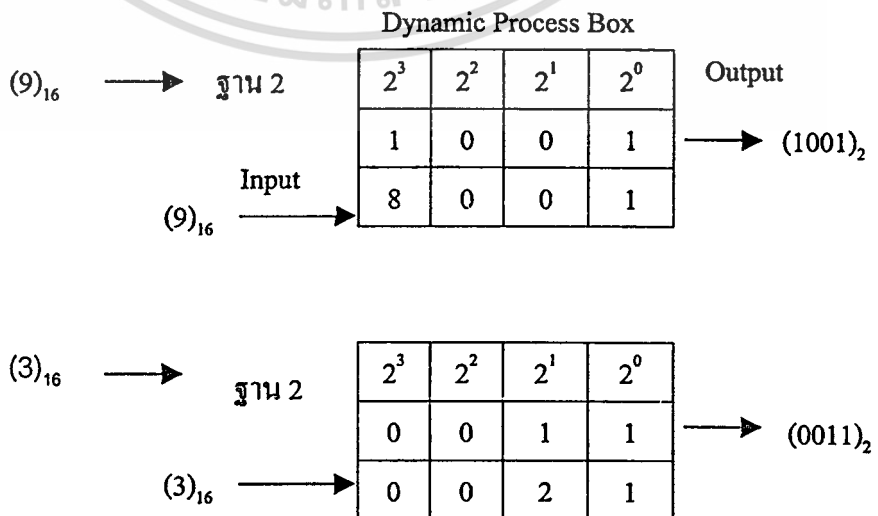 Dynamic Process Box
(9)₁₆ → ฐาน 2 2³ 2² 2¹ 2⁰ Output
1 0 0 1 → (1001)₂
Input
(9)₁₆ → 8 0 0 1
(3)₁₆ → ฐาน 2 2³ 2² 2¹ 2⁰
0 0 1 1 → (0011)₂
(3)₁₆ → 0 0 2 1